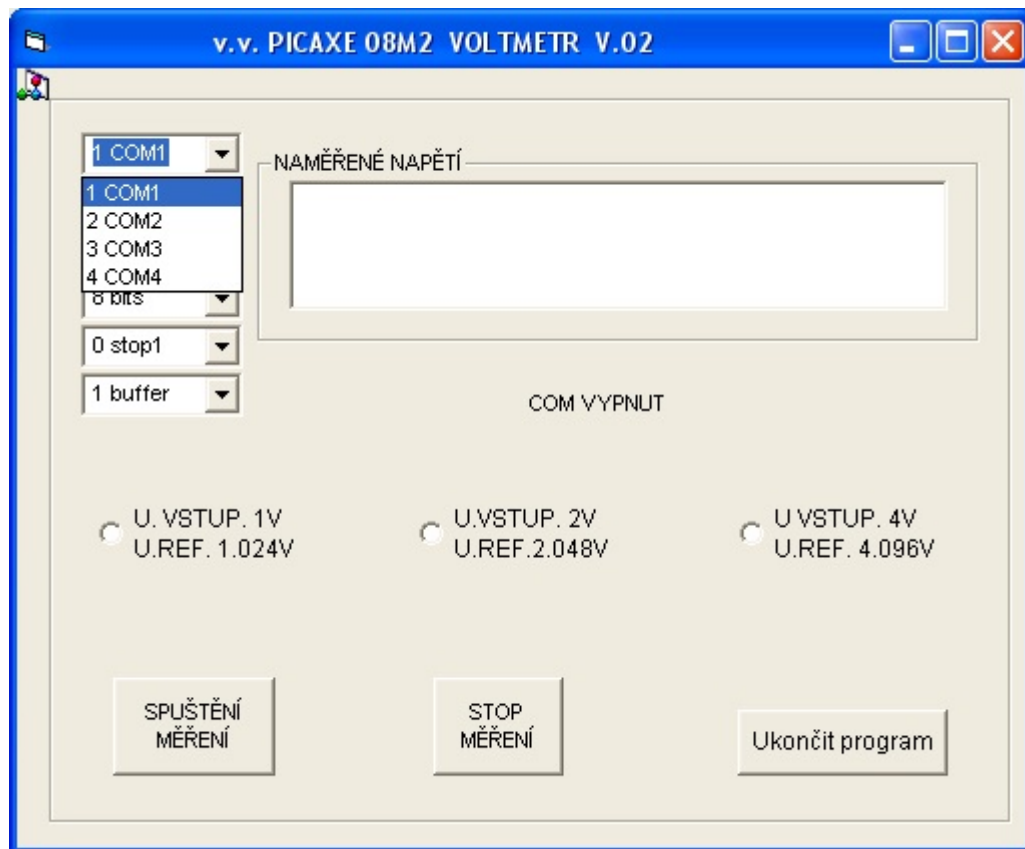 v.v. PICAXE 08M2 VOLTMETR V.02
1 COM1
1 COM1
2 COM2
3 COM3
4 COM4
8 bits
0 stop1
1 buffer
NAMĚŘENÉ NAPĚTÍ
COM VYPNUT
U. VSTUP. 1V
U.REF. 1.024V
U.VSTUP. 2V
U.REF.2.048V
U VSTUP. 4V
U.REF. 4.096V
SPUŠTĚNÍ
MĚŘENÍ
STOP
MĚŘENÍ
Ukončit program